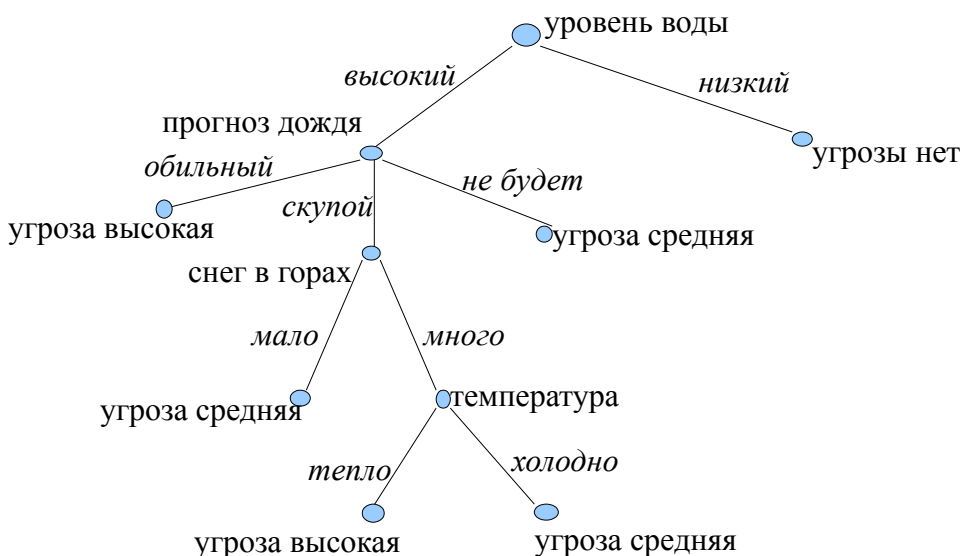 уровень воды
высокий
низкий
прогноз дождя
угрозы нет
обильный
не будет
скупой
угроза высокая
угроза средняя
снег в горах
мало
много
угроза средняя
температура
тепло
холодно
угроза высокая
угроза средняя